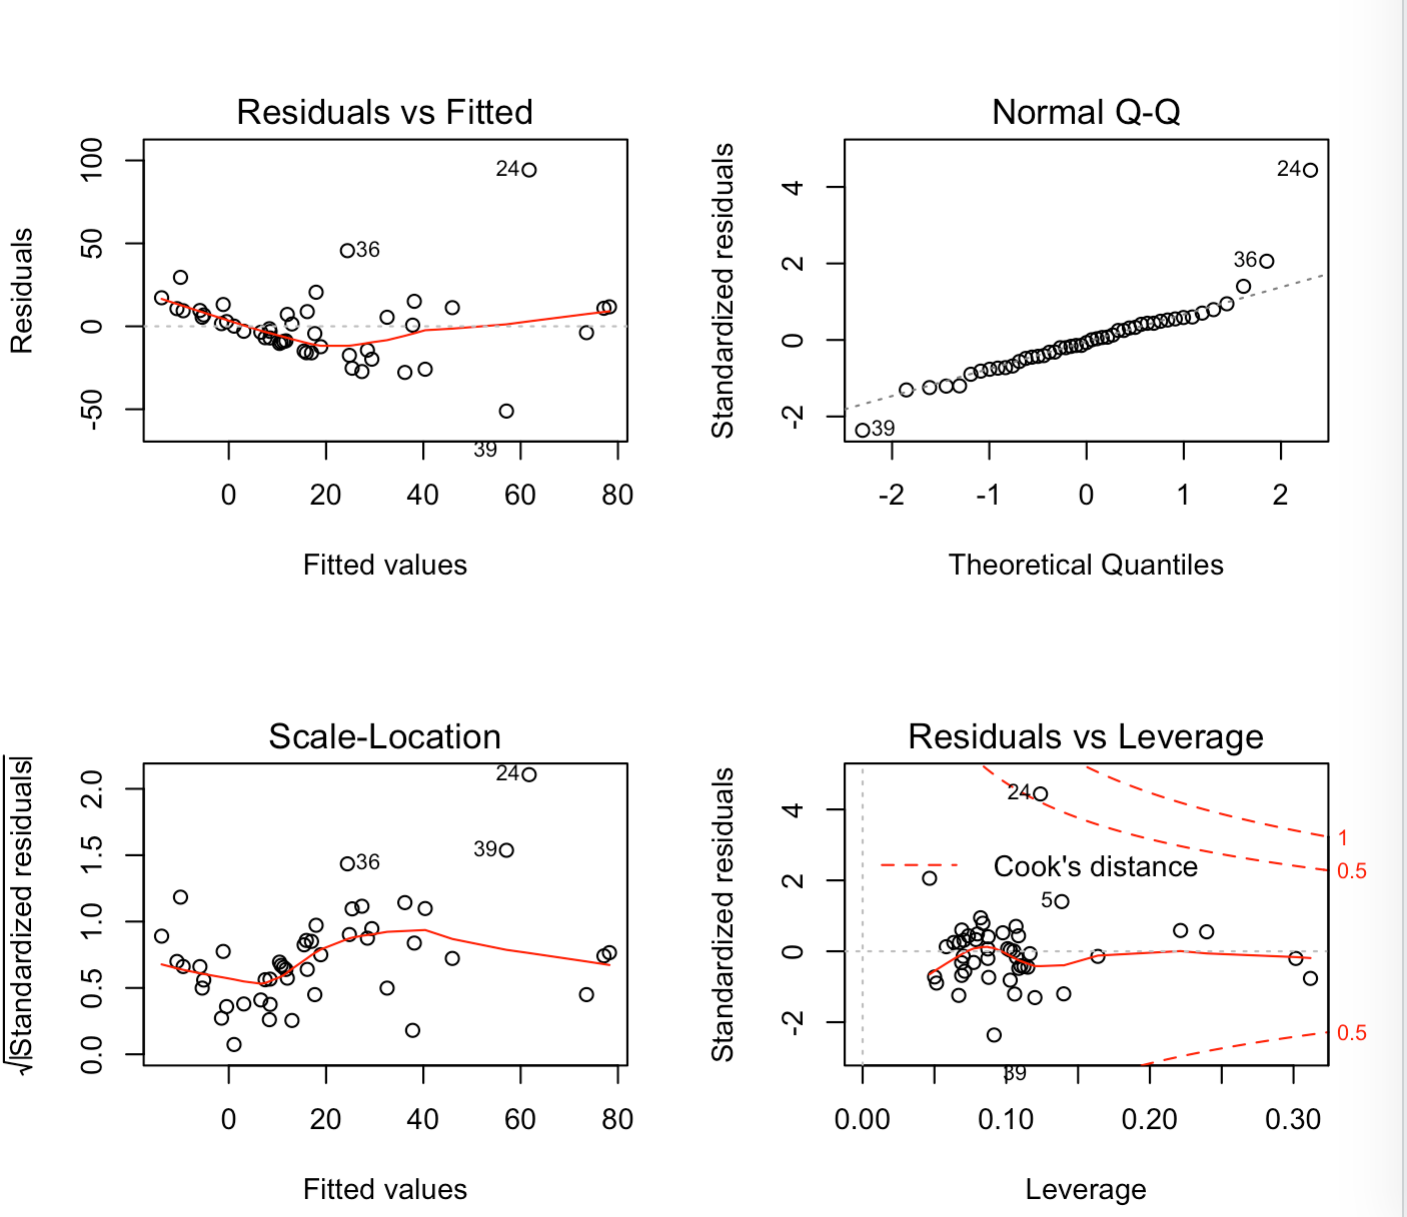 Residuals vs Fitted
Residuals
100
50
0
-50
24
36
39
0 20 40 60 80
Fitted values
Normal Q-Q
Standardized residuals
4
2
0
-2
24
36
39
-2 -1 0 1 2
Theoretical Quantiles
Scale-Location
√|Standardized residuals|
2.0
1.5
1.0
0.5
0.0
24
39
36
0 20 40 60 80
Fitted values
Residuals vs Leverage
Standardized residuals
4
2
0
-2
24
1
0.5
Cook's distance
5
0.5
39
0.00 0.10 0.20 0.30
Leverage